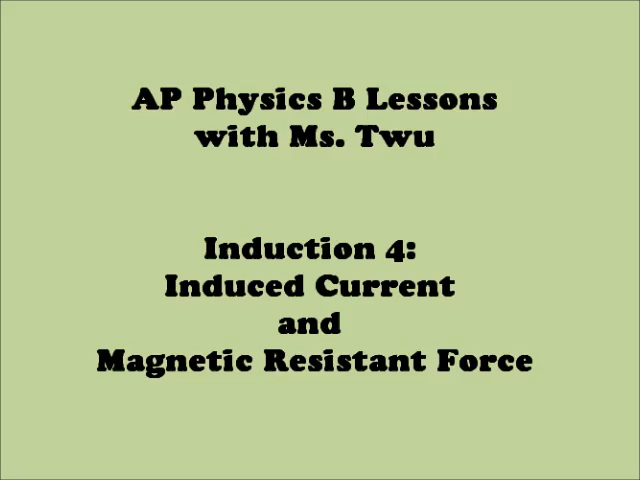 AP Physics B Lessons
with Ms. Twu
Induction 4:
Induced Current
and
Magnetic Resistant Force